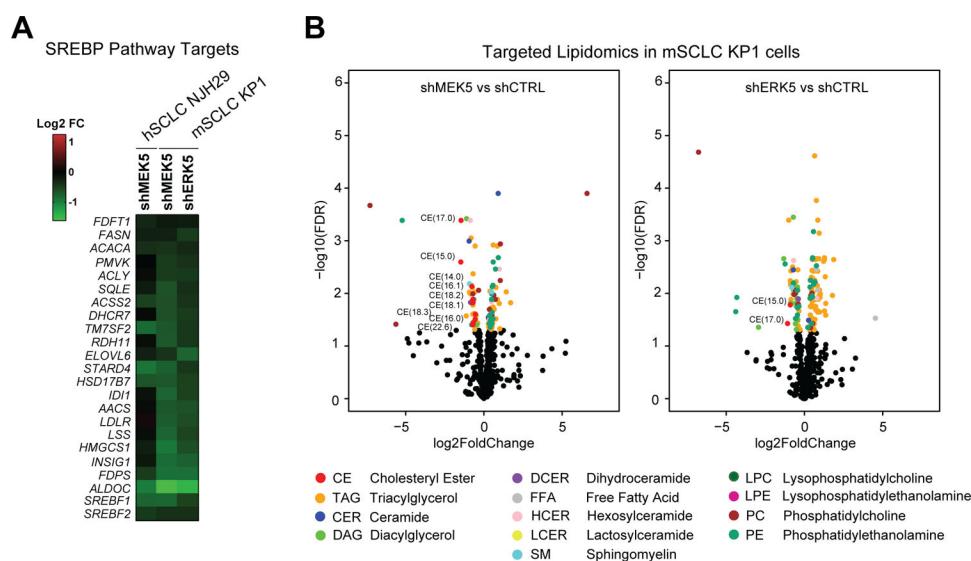 A
SREBP Pathway Targets
hSCLC NJH29
mSCLC KP1
Log2 FC
1
0
-1
shMEK5
shMEK5
shERK5
FDFT1
FASN
ACACA
PMVK
ACLY
SQLE
ACSS2
DHCR7
TM7SF2
RDH11
ELOVL6
STARD4
HSD17B7
IDI1
AACS
LDLR
LSS
HMGCS1
INSIG1
FDPS
ALDOC
SREBF1
SREBF2
B
Targeted Lipidomics in mSCLC KP1 cells
shMEK5 vs shCTRL
−log10(FDR)
6
5
4
3
2
1
0
CE(17.0)
CE(15.0)
CE(14.0)
CE(16.1)
CE(18.2)
CE(18.1)
CE(18.3)
CE(16.0)
CE(22.6)
−5
0
5
log2FoldChange
shERK5 vs shCTRL
−log10(FDR)
6
5
4
3
2
1
0
CE(15.0)
CE(17.0)
−5
0
5
log2FoldChange
CE Cholesteryl Ester
TAG Triacylglycerol
CER Ceramide
DAG Diacylglycerol
DCER Dihydroceramide
FFA Free Fatty Acid
HCER Hexosylceramide
LCER Lactosylceramide
SM Sphingomyelin
LPC Lysophosphatidylcholine
LPE Lysophosphatidylethanolamine
PC Phosphatidylcholine
PE Phosphatidylethanolamine